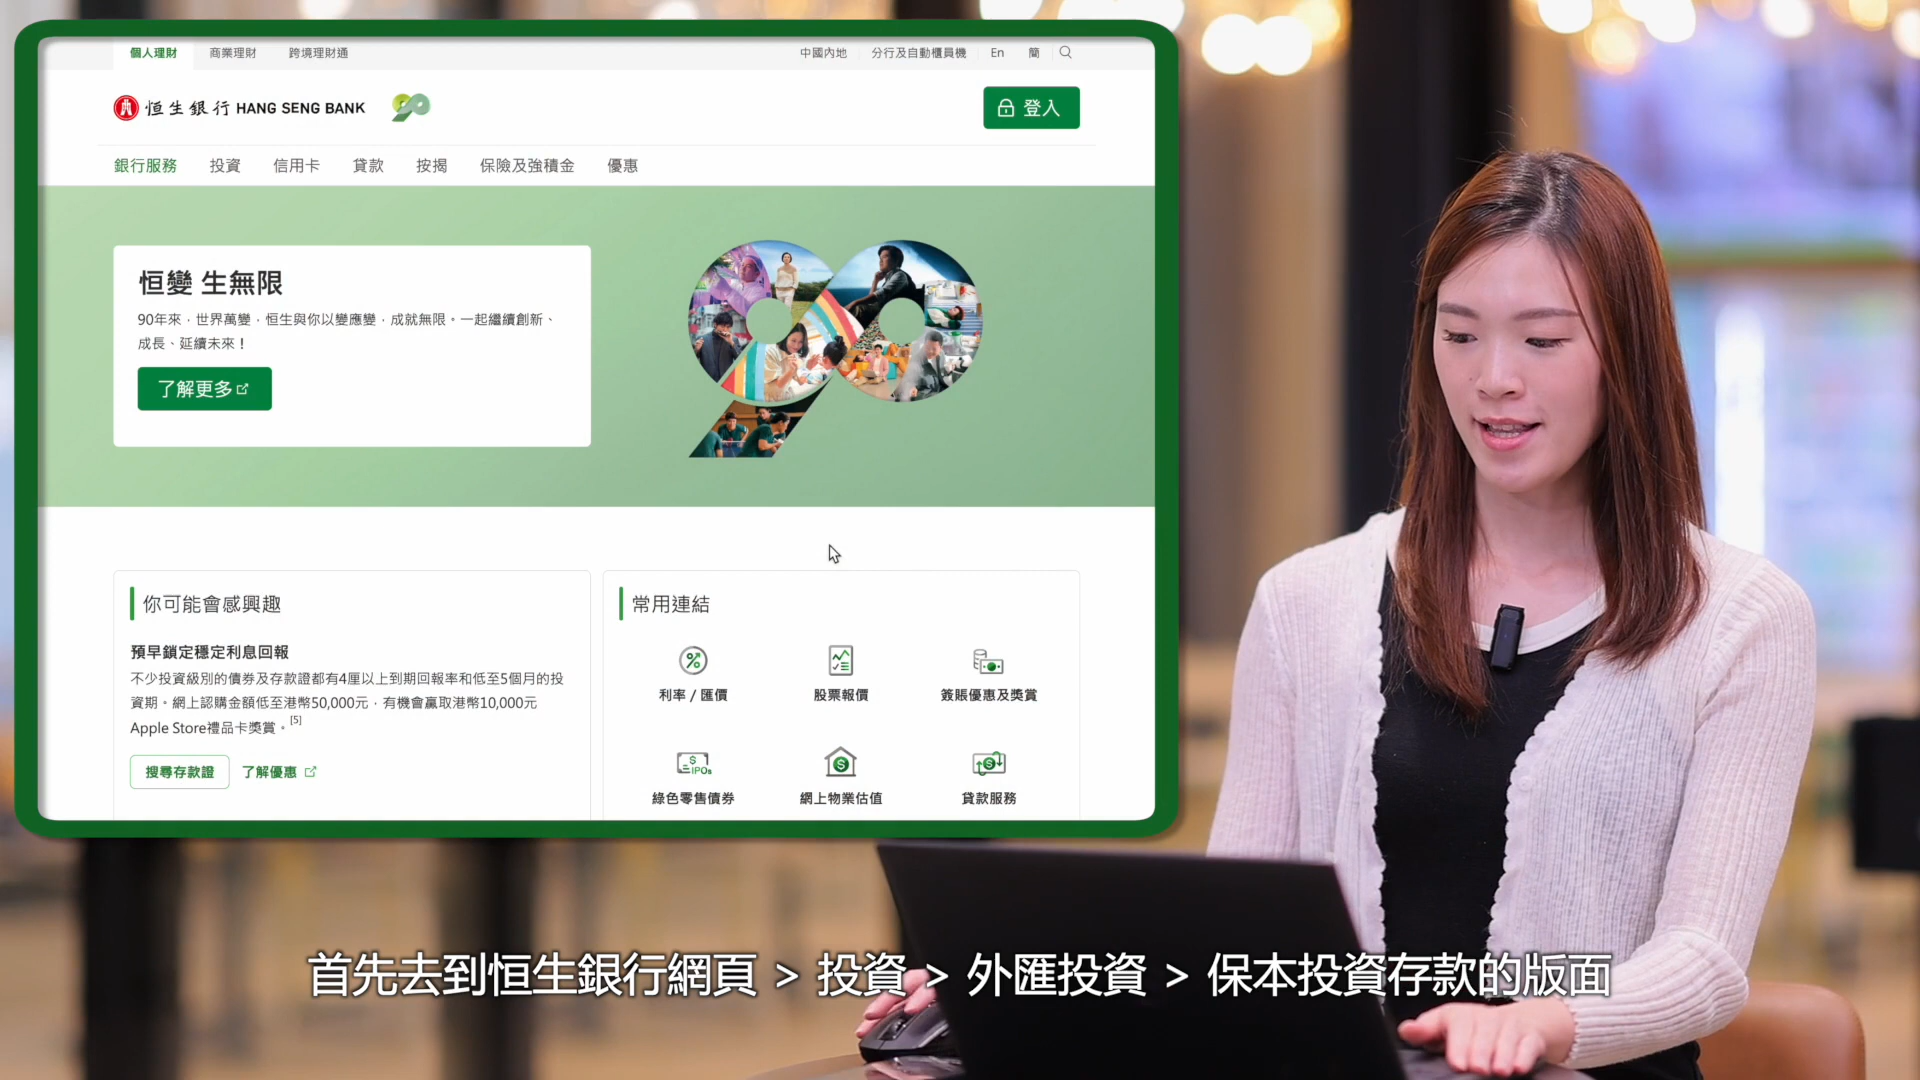 個人理財 商業理財 跨境理財通 中國內地 分行及自動櫃員機 En 簡
恒生銀行 HANG SENG BANK 90 登入
銀行服務 投資 信用卡 貸款 按揭 保險及強積金 優惠
恒變 生無限
90年來，世界萬變，恒生與你以變應變，成就無限。一起繼續創新、
成長、延續未來！
了解更多
90
你可能會感興趣
預早鎖定穩定利息回報
不少投資級別的債券及存款證都有4厘以上到期回報率和低至5個月的投
資期。網上認購金額低至港幣50,000元，有機會贏取港幣10,000元
Apple Store禮品卡獎賞。[5]
搜尋存款證 了解優惠
常用連結
利率 / 匯價 股票報價 簽賬優惠及獎賞
IPOs
綠色零售債券 網上物業估值 貸款服務
首先去到恒生銀行網頁 > 投資 > 外匯投資 > 保本投資存款的版面